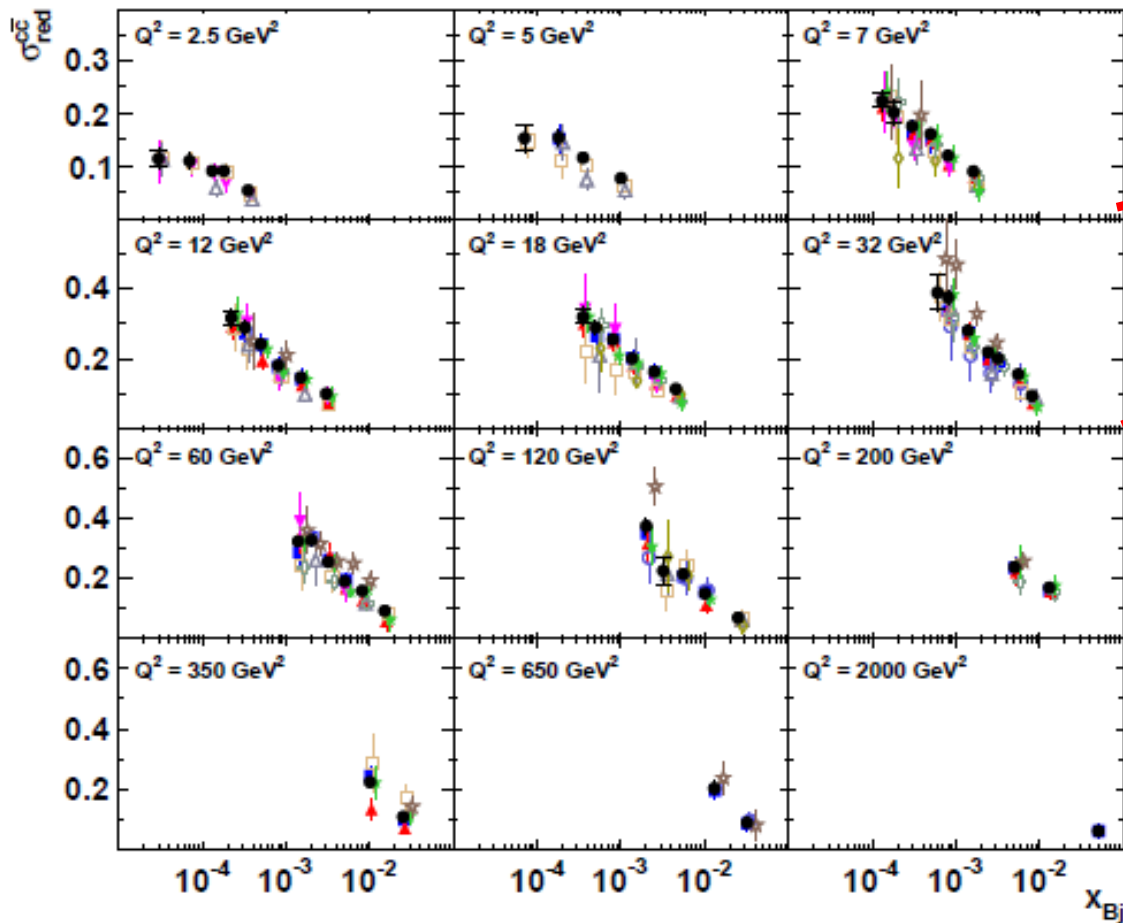 σ_red^cc̄
Q² = 2.5 GeV²
Q² = 5 GeV²
Q² = 7 GeV²
0.3
0.2
0.1
Q² = 12 GeV²
Q² = 18 GeV²
Q² = 32 GeV²
0.4
0.2
Q² = 60 GeV²
Q² = 120 GeV²
Q² = 200 GeV²
0.6
0.4
0.2
Q² = 350 GeV²
Q² = 650 GeV²
Q² = 2000 GeV²
0.6
0.4
0.2
10⁻⁴ 10⁻³ 10⁻² 10⁻⁴ 10⁻³ 10⁻² 10⁻⁴ 10⁻³ 10⁻²
x_Bj